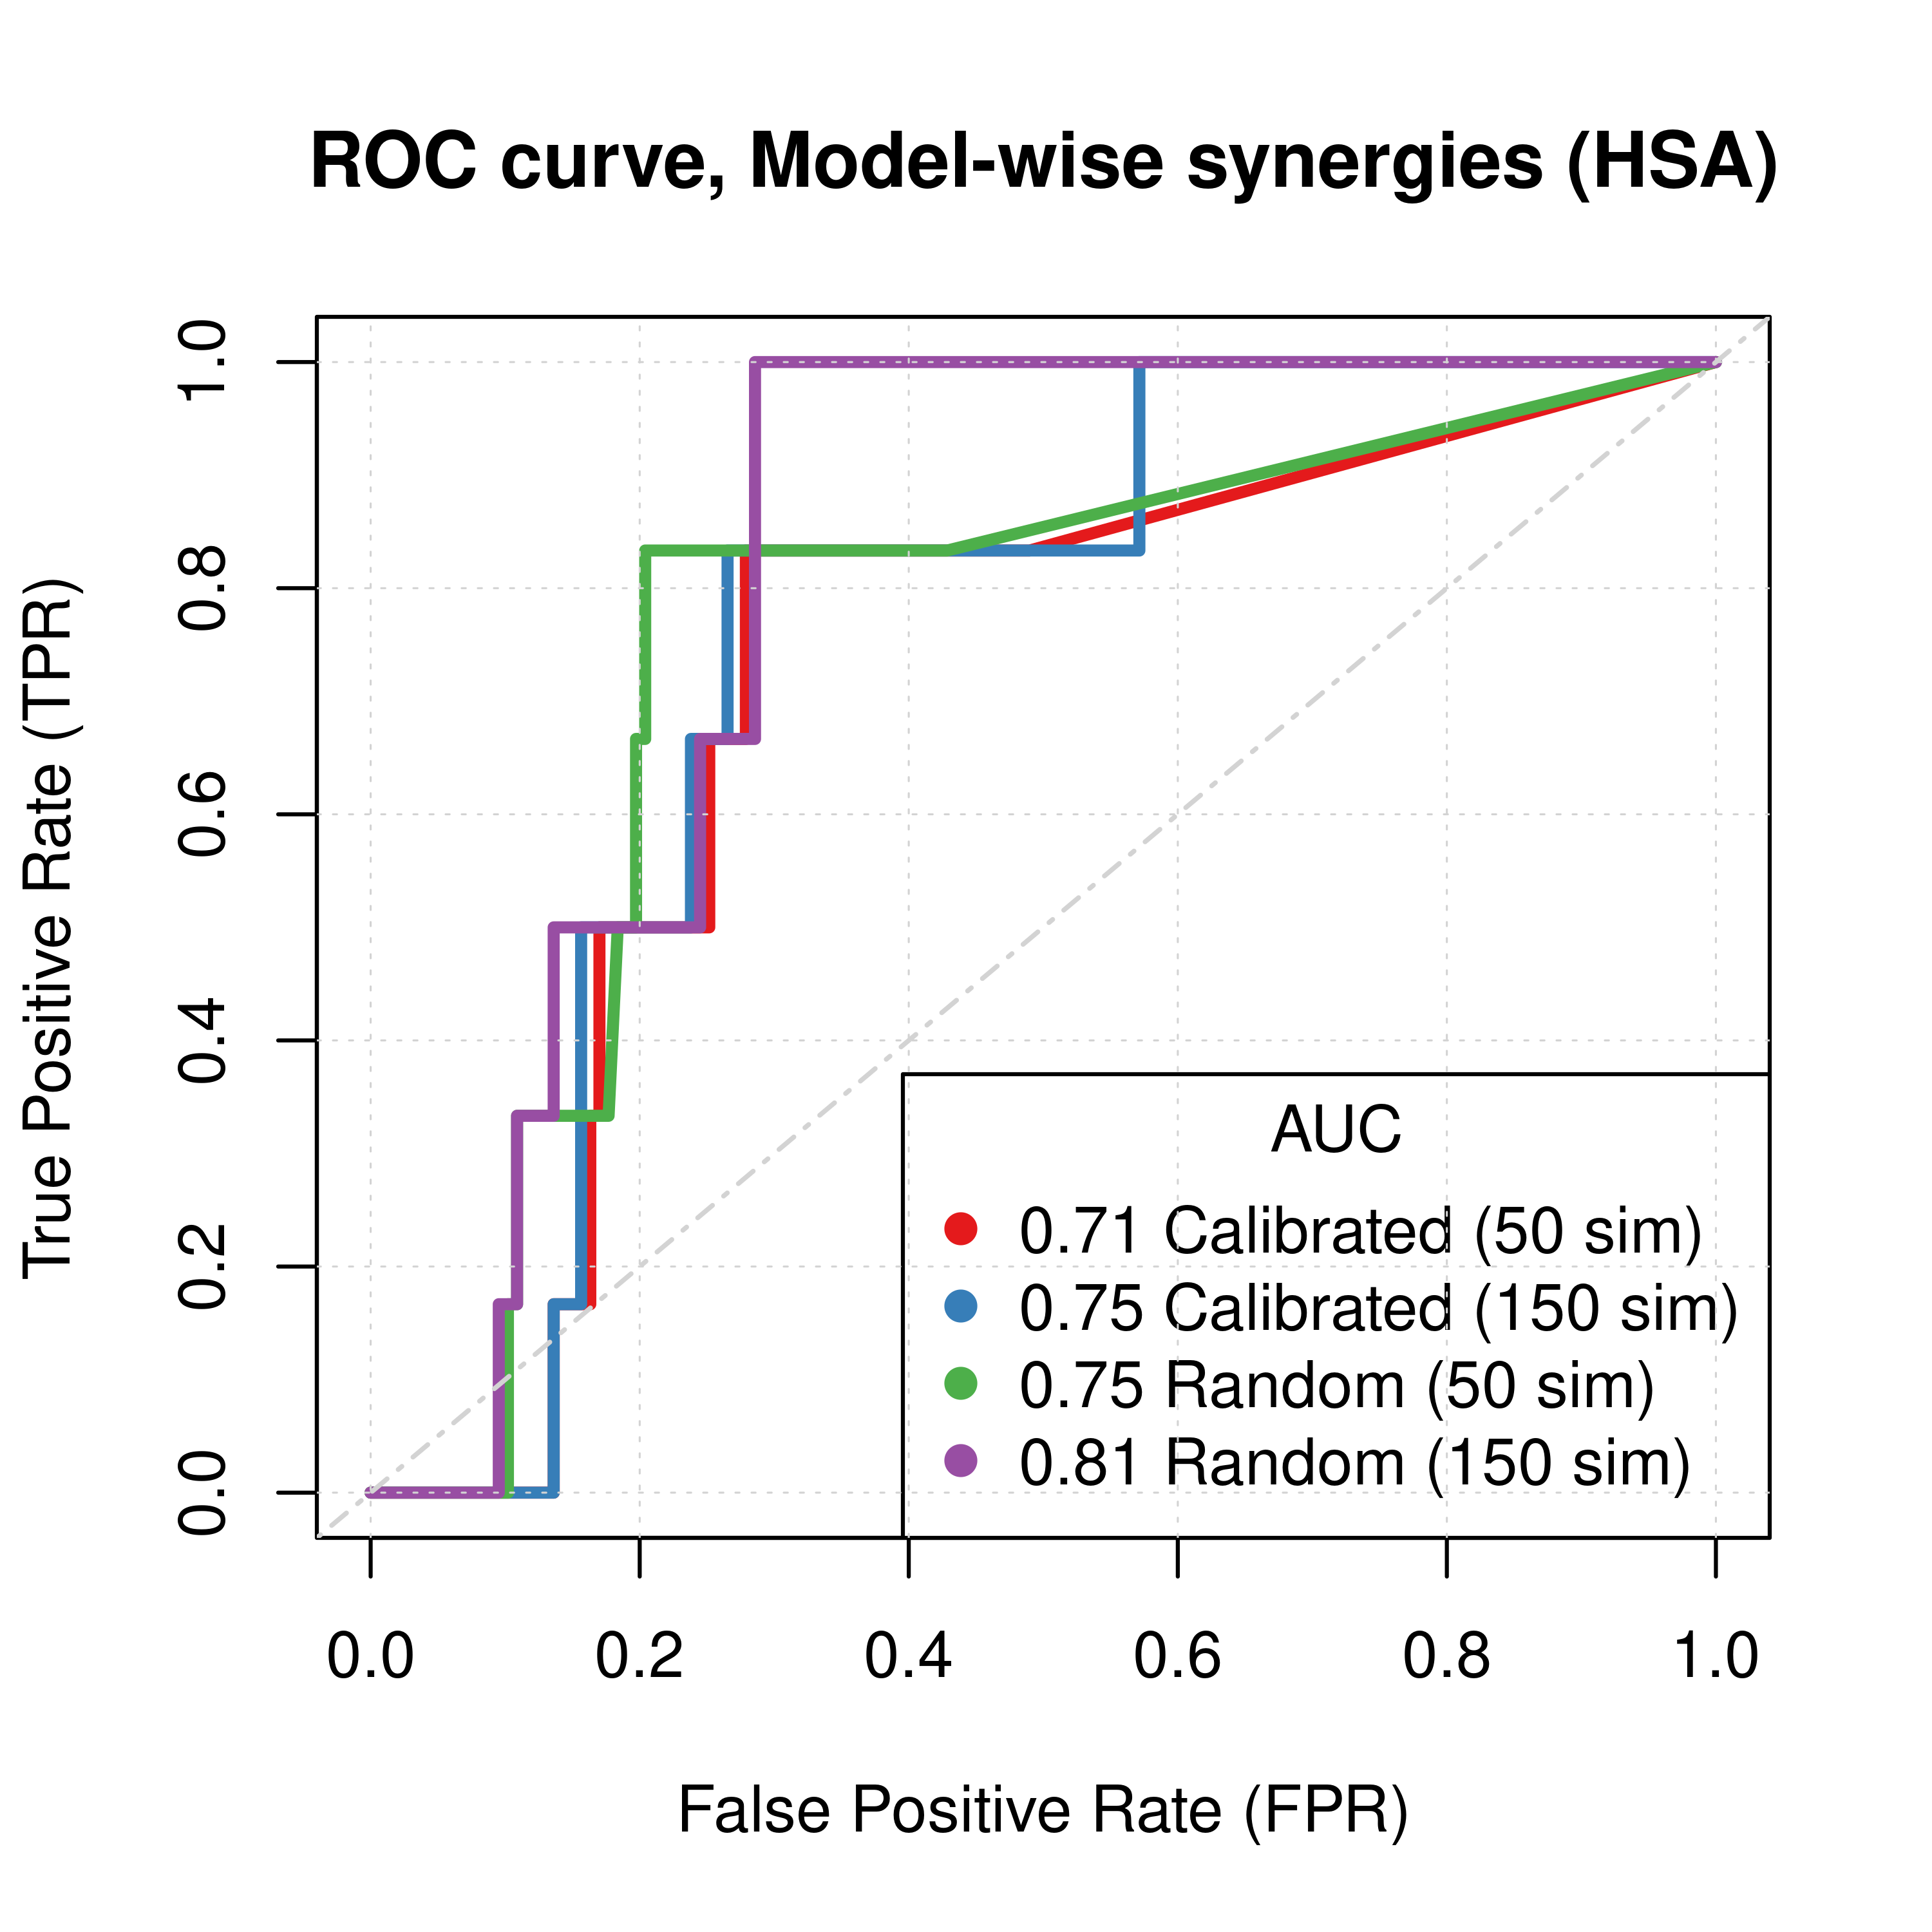 ROC curve, Model-wise synergies (HSA)
True Positive Rate (TPR)
1.0
0.8
0.6
0.4
0.2
0.0
AUC
0.71 Calibrated (50 sim)
0.75 Calibrated (150 sim)
0.75 Random (50 sim)
0.81 Random (150 sim)
0.0 0.2 0.4 0.6 0.8 1.0
False Positive Rate (FPR)